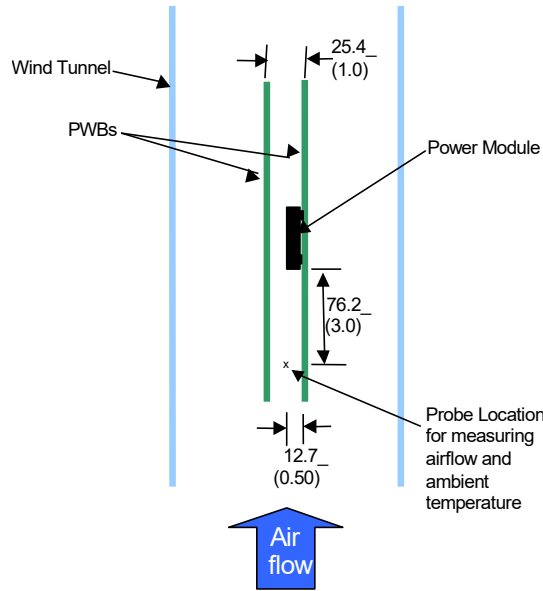 25.4_
(1.0)
Wind Tunnel
PWBs
Power Module
76.2_
(3.0)
x
Probe Location
for measuring
airflow and
ambient
temperature
12.7_
(0.50)
Air
flow